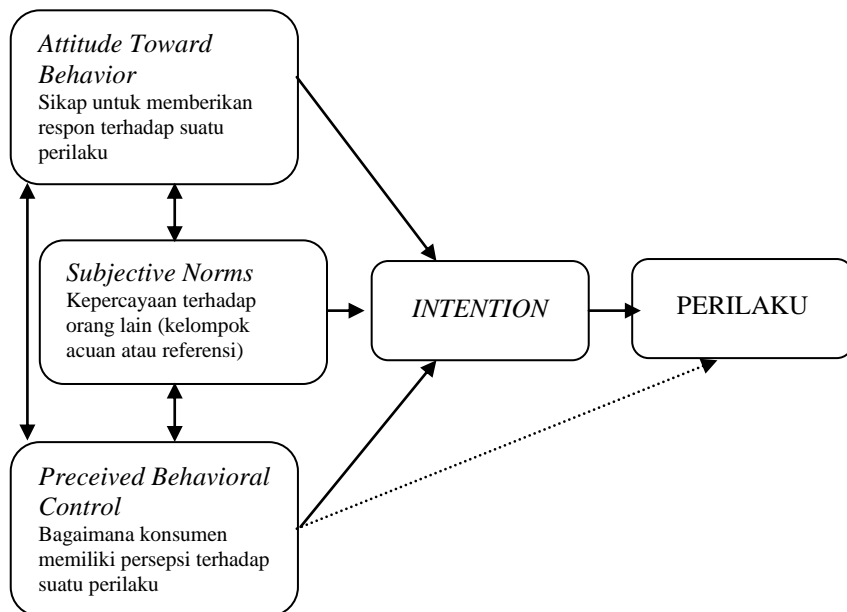 Attitude Toward
Behavior
Sikap untuk memberikan
respon terhadap suatu
perilaku
Subjective Norms
Kepercayaan terhadap
orang lain (kelompok
acuan atau referensi)
INTENTION
PERILAKU
Preceived Behavioral
Control
Bagaimana konsumen
memiliki persepsi terhadap
suatu perilaku